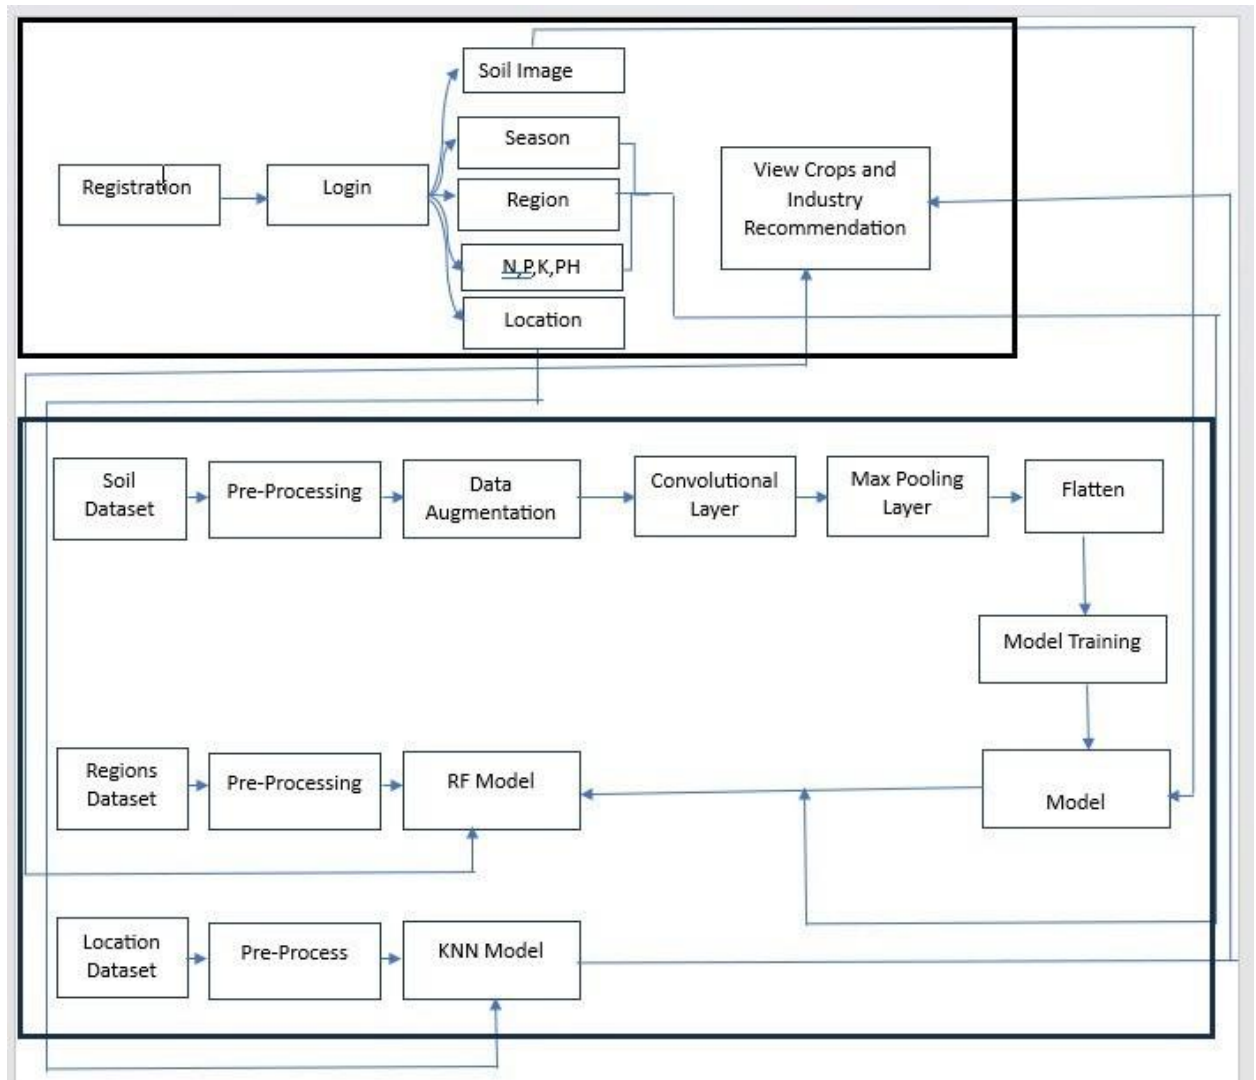 Soil Image
Season
Registration
Login
Region
N,P,K,PH
Location
View Crops and
Industry
Recommendation
Soil
Dataset
Pre-Processing
Data
Augmentation
Convolutional
Layer
Max Pooling
Layer
Flatten
Model Training
Regions
Dataset
Pre-Processing
RF Model
Model
Location
Dataset
Pre-Process
KNN Model